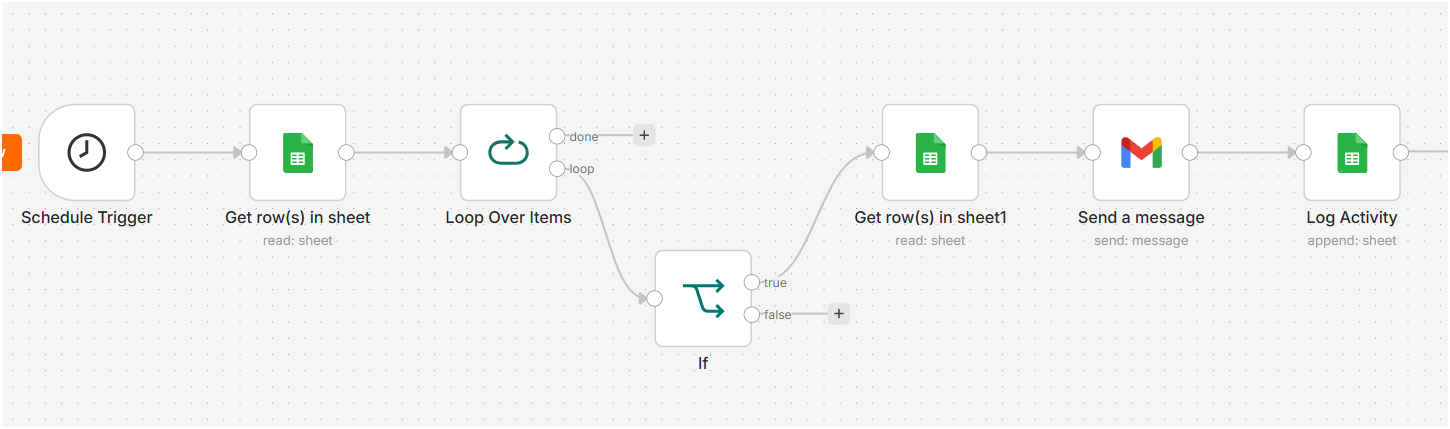 Schedule Trigger
Get row(s) in sheet
read: sheet
Loop Over Items
done
loop
If
true
false
Get row(s) in sheet1
read: sheet
Send a message
send: message
Log Activity
append: sheet